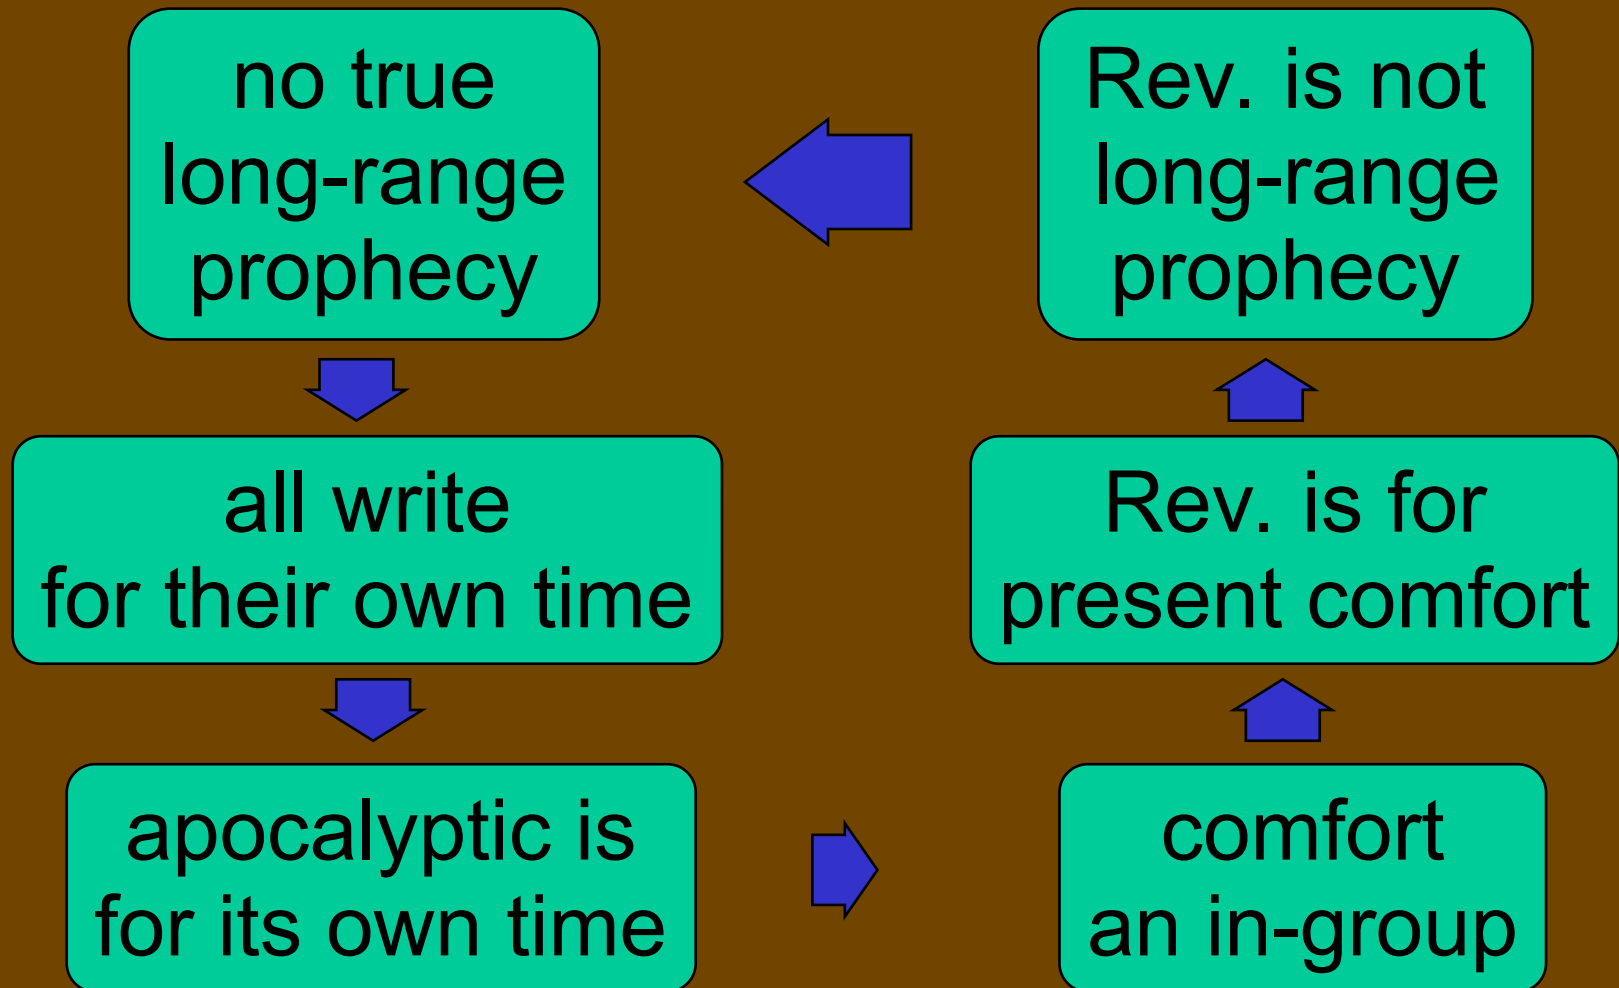 no true
long-range
prophecy
all write
for their own time
apocalyptic is
for its own time
comfort
an in-group
Rev. is for
present comfort
Rev. is not
long-range
prophecy